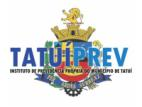 TATUÍPREV
INSTITUTO DE PREVIDÊNCIA PRÓPRIA DO MUNICÍPIO DE TATUÍ